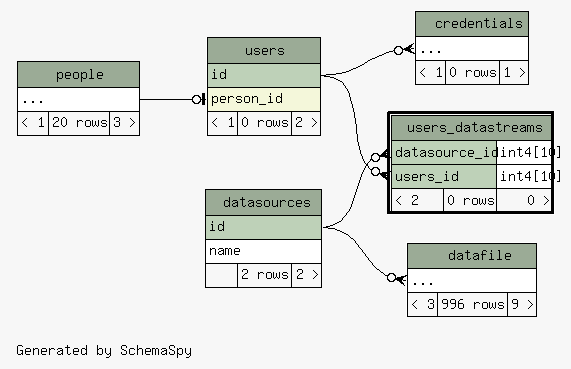 credentials
...
< 1 0 rows 1 >
users
id
person_id
< 1 0 rows 2 >
people
...
< 1 20 rows 3 >
users_datastreams
datasource_id int4[10]
users_id int4[10]
< 2 0 rows 0 >
datasources
id
name
2 rows 2 >
datafile
...
< 3 996 rows 9 >
Generated by SchemaSpy